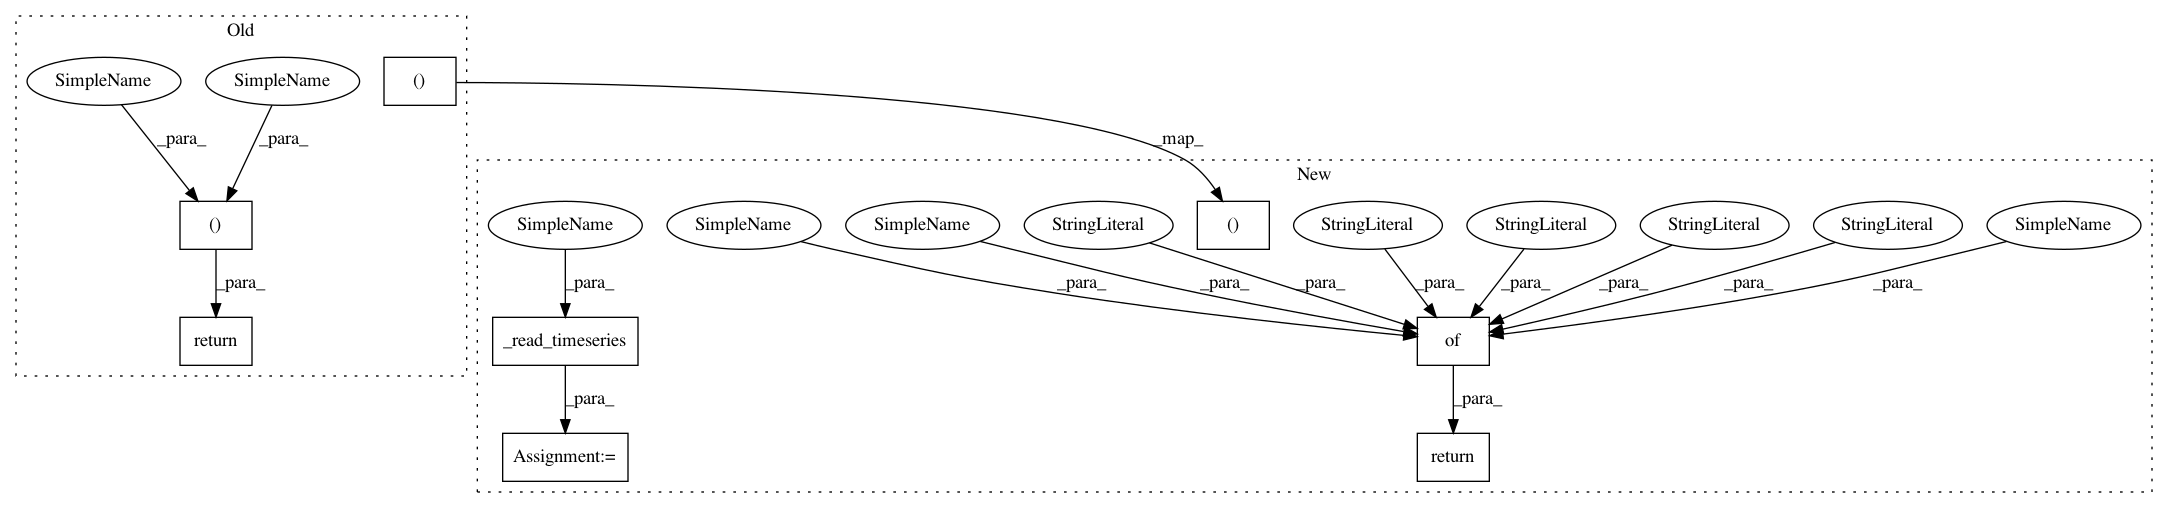 Old
SimpleName
SimpleName
()
_para_
_para_
_map_
New
()
SimpleName
SimpleName
SimpleName
StringLiteral
()
StringLiteral
StringLiteral
StringLiteral
StringLiteral
SimpleName
_para_
_para_
_para_
_para_
_para_
_para_
_para_
_para_
_para_
_para_
return
_read_timeseries
of
_para_
_para_
Assignment:=
return